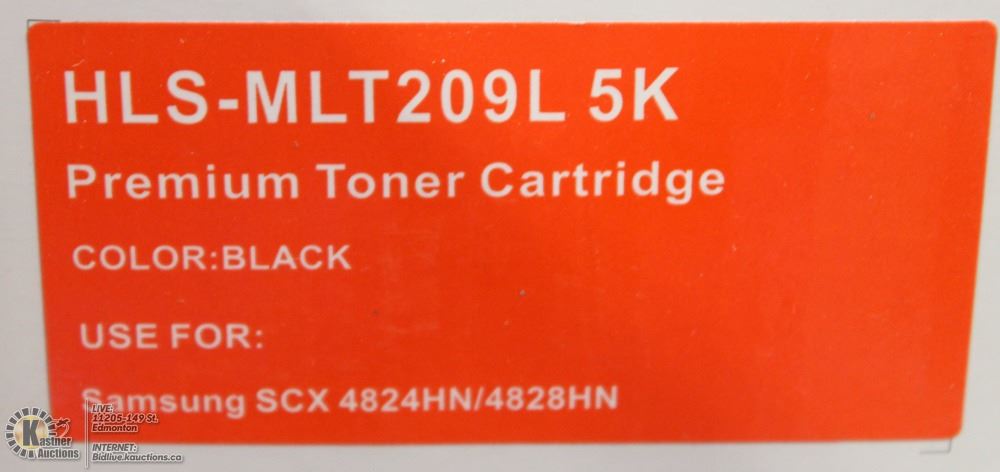 HLS-MLT209L 5K
Premium Toner Cartridge
COLOR:BLACK
USE FOR:
Samsung SCX 4824HN/4828HN
Kastner
Auctions
LIVE:
11205-149 St.
Edmonton
INTERNET:
Bidlive.kauctions.ca